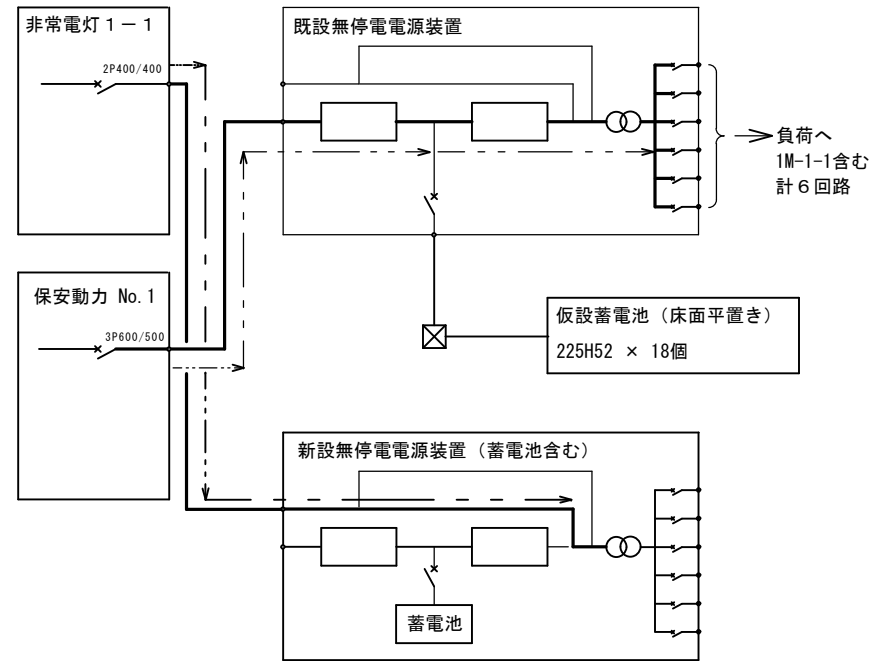 非常電灯１－１
2P400/400
既設無停電電源装置
負荷へ
1M-1-1含む
計６回路
保安動力 No.1
3P600/500
仮設蓄電池（床面平置き）
225H52 × 18個
新設無停電電源装置（蓄電池含む）
蓄電池